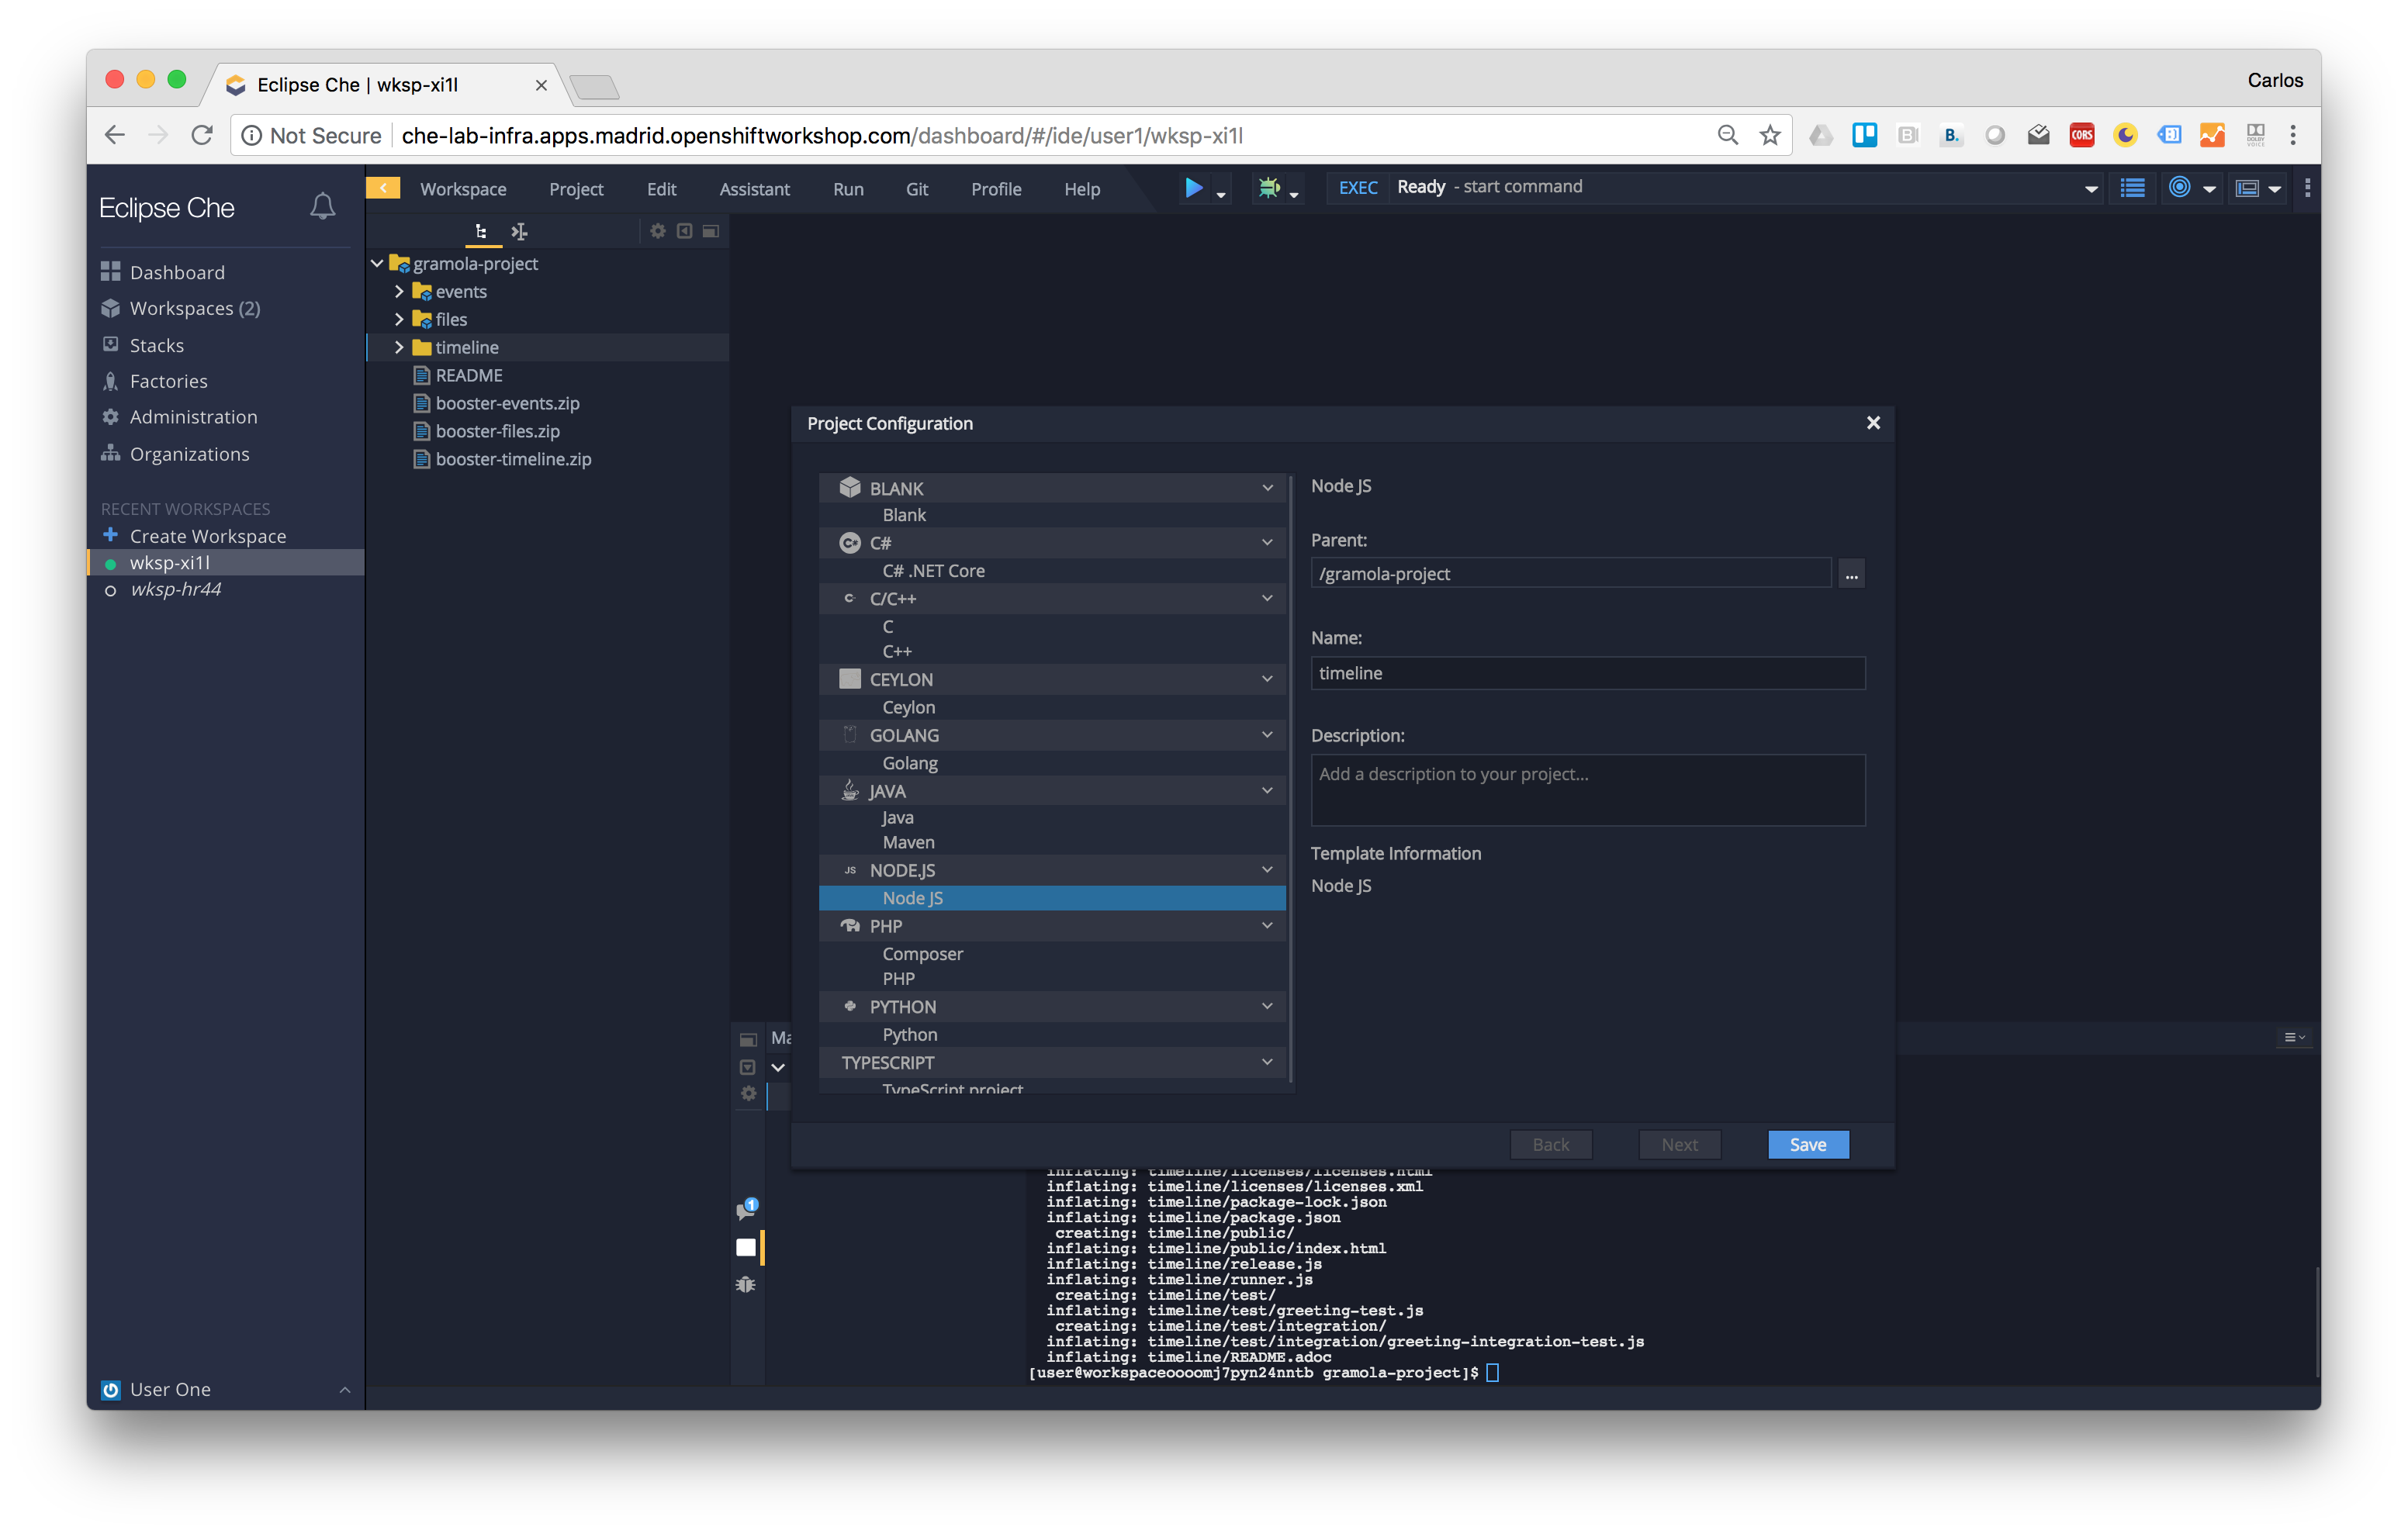 Eclipse Che | wksp-xi1l
Carlos
Not Secure
che-lab-infra.apps.madrid.openshiftworkshop.com/dashboard/#/ide/user1/wksp-xi1l
B.
CORS
Eclipse Che
Workspace Project Edit Assistant Run Git Profile Help
EXEC Ready - start command
Dashboard
Workspaces (2)
Stacks
Factories
Administration
Organizations
RECENT WORKSPACES
Create Workspace
wksp-xi1l
wksp-hr44
User One
gramola-project
events
files
timeline
README
booster-events.zip
booster-files.zip
booster-timeline.zip
Project Configuration
BLANK
Blank
C#
C# .NET Core
C/C++
C
C++
CEYLON
Ceylon
GOLANG
Golang
JAVA
Java
Maven
JS NODE.JS
Node JS
PHP
Composer
PHP
PYTHON
Python
TYPESCRIPT
TypeScript project
Node JS
Parent:
/gramola-project
...
Name:
timeline
Description:
Add a description to your project...
Template Information
Node JS
Back
Next
Save
Ma
1
inflating: timeline/licenses/licenses.html
inflating: timeline/licenses/licenses.xml
inflating: timeline/package-lock.json
inflating: timeline/package.json
creating: timeline/public/
inflating: timeline/public/index.html
inflating: timeline/release.js
inflating: timeline/runner.js
creating: timeline/test/
inflating: timeline/test/greeting-test.js
creating: timeline/test/integration/
inflating: timeline/test/integration/greeting-integration-test.js
inflating: timeline/README.adoc
[user@workspaceoooomj7pyn24nntb gramola-project]$